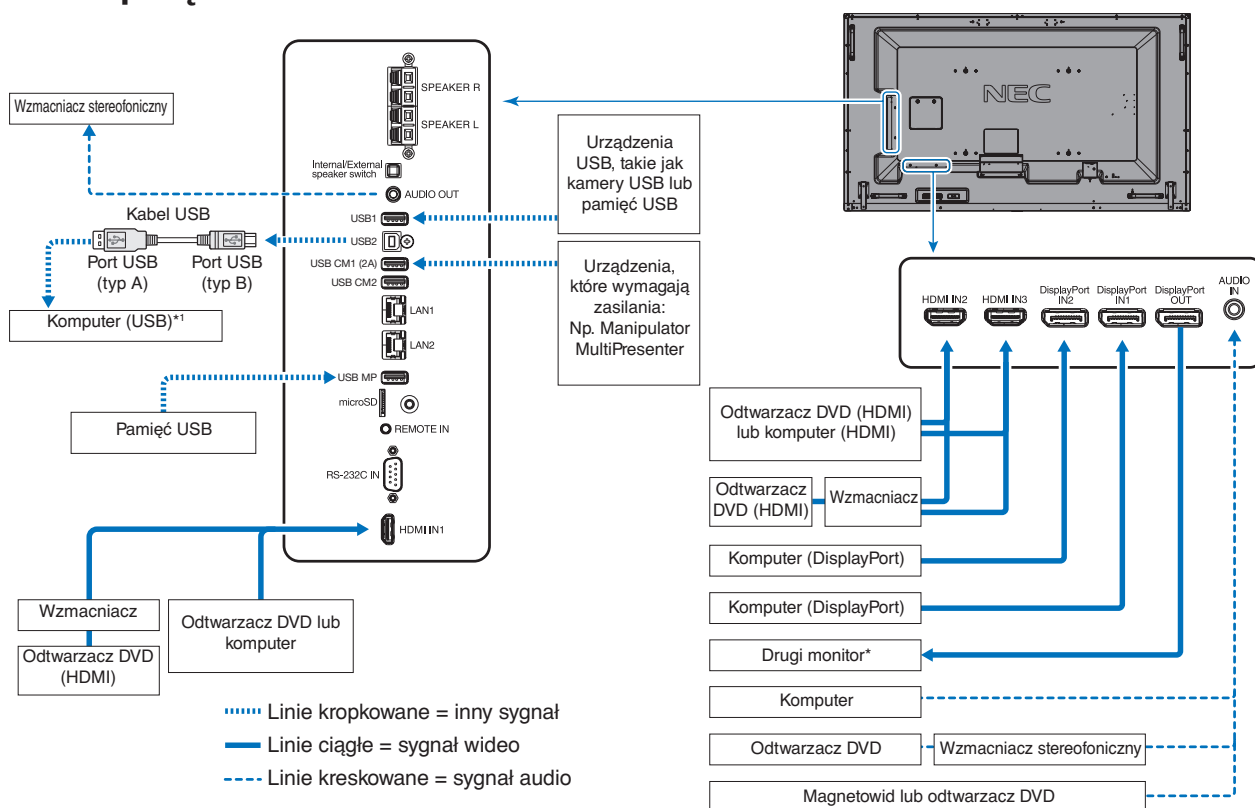 SPEAKER R
SPEAKER L
Wzmacniacz stereofoniczny
Internal/External
speaker switch
AUDIO OUT
Urządzenia
USB, takie jak
kamery USB lub
pamięć USB
NEC
USB1
Kabel USB
USB2
Port USB
(typ A)
Port USB
(typ B)
USB CM1 (2A)
USB CM2
Urządzenia,
które wymagają
zasilania:
Np. Manipulator
MultiPresenter
Komputer (USB)*1
LAN1
LAN2
USB MP
microSD
Pamięć USB
REMOTE IN
RS-232C IN
HDMI IN1
HDMI IN2
HDMI IN3
DisplayPort
IN2
DisplayPort
IN1
DisplayPort
OUT
AUDIO
IN
Odtwarzacz DVD (HDMI)
lub komputer (HDMI)
Odtwarzacz
DVD (HDMI)
Wzmacniacz
Komputer (DisplayPort)
Komputer (DisplayPort)
Drugi monitor*
Komputer
Odtwarzacz DVD
Wzmacniacz stereofoniczny
Magnetowid lub odtwarzacz DVD
Wzmacniacz
Odtwarzacz DVD
(HDMI)
Odtwarzacz DVD lub
komputer
Linie kropkowane = inny sygnał
Linie ciągłe = sygnał wideo
Linie kreskowane = sygnał audio